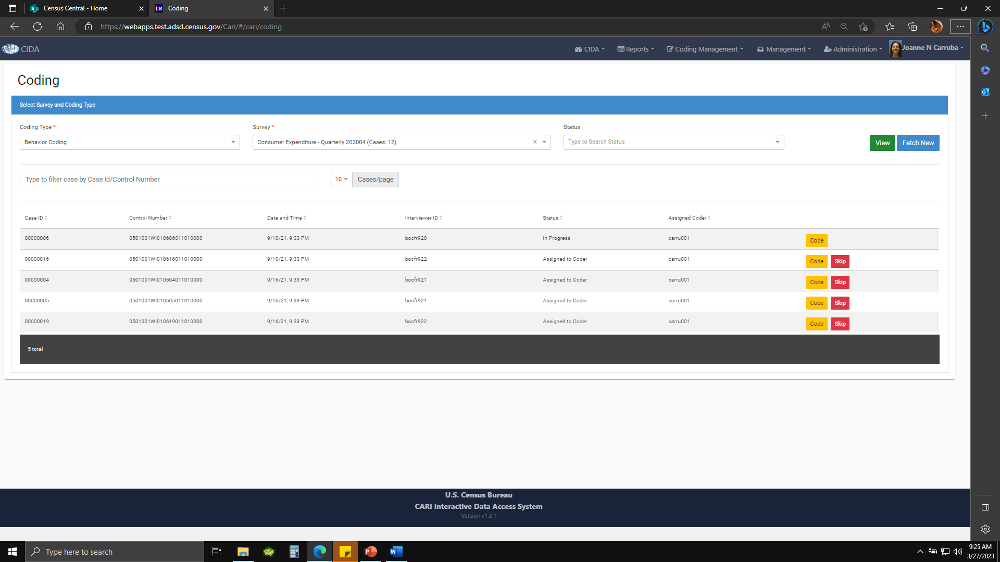 Census Central - Home
CB Coding
https://webapps.test.adsd.census.gov/Cari/#/cari/coding
CIDA
CIDA Reports Coding Management Management Administration Joanne N Carruba
Coding
Select Survey and Coding Type
Coding Type * Survey * Status
Behavior Coding Consumer Expenditure - Quarterly 202004 (Cases: 12) Type to Search Status View Fetch New
Type to filter case by Case Id/Control Number 10 Cases/page
Case ID Control Number Date and Time Interviewer ID Status Assigned Coder
00000006 0501001WI010606011010000 9/10/21, 9:33 PM bocfr920 In Progress carru001 Code
00000016 0501001WI010616011010000 9/10/21, 9:33 PM bocfr922 Assigned to Coder carru001 Code Skip
00000004 0501001WI010604011010000 9/16/21, 9:33 PM bocfr921 Assigned to Coder carru001 Code Skip
00000005 0501001WI010605011010000 9/16/21, 9:33 PM bocfr921 Assigned to Coder carru001 Code Skip
00000019 0501001WI010619011010000 9/16/21, 9:33 PM bocfr922 Assigned to Coder carru001 Code Skip
5 total
U.S. Census Bureau
CARI Interactive Data Access System
Version v1.3.1
Type here to search
9:25 AM
3/27/2023